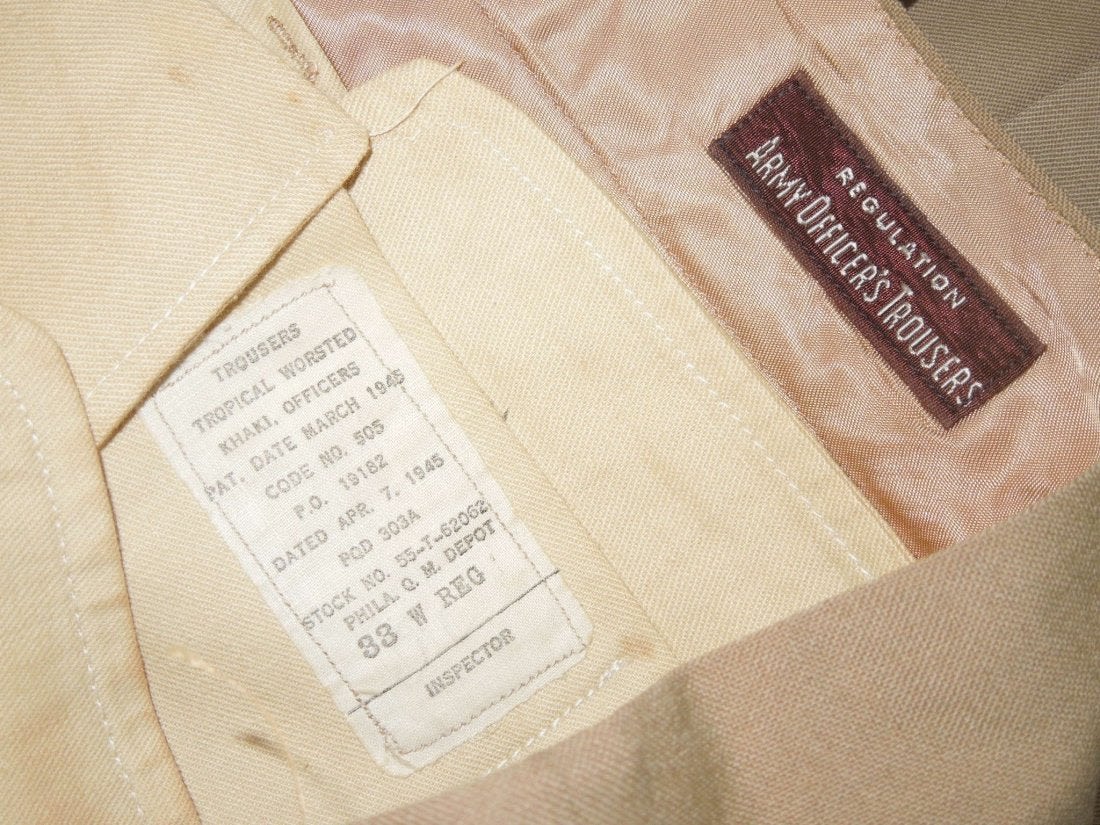 TROUSERS
TROPICAL WORSTED
KHAKI, OFFICERS
PAT. DATE MARCH 1945
CODE NO. 505
P.O. 19182
DATED APR. 7, 1945
POD 303A
STOCK NO. 55-T-62062
PHILA. Q. M. DEPOT
33 W REG
INSPECTOR
REGULATION
ARMY OFFICER'S TROUSERS